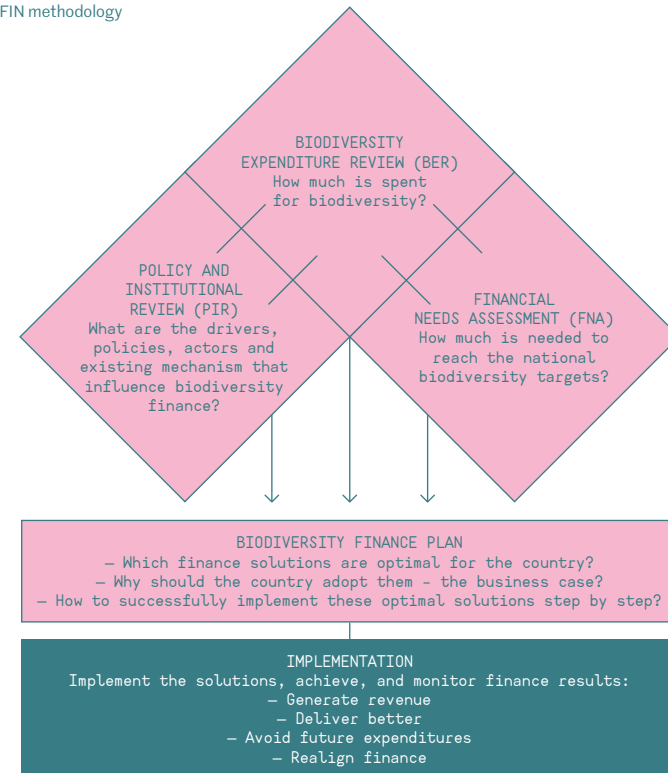 FIN methodology
BIODIVERSITY
EXPENDITURE REVIEW (BER)
How much is spent
for biodiversity?
POLICY AND
INSTITUTIONAL
REVIEW (PIR)
What are the drivers,
policies, actors and
existing mechanism that
influence biodiversity
finance?
FINANCIAL
NEEDS ASSESSMENT (FNA)
How much is needed to
reach the national
biodiversity targets?
BIODIVERSITY FINANCE PLAN
— Which finance solutions are optimal for the country?
— Why should the country adopt them - the business case?
— How to successfully implement these optimal solutions step by step?
IMPLEMENTATION
Implement the solutions, achieve, and monitor finance results:
— Generate revenue
— Deliver better
— Avoid future expenditures
— Realign finance